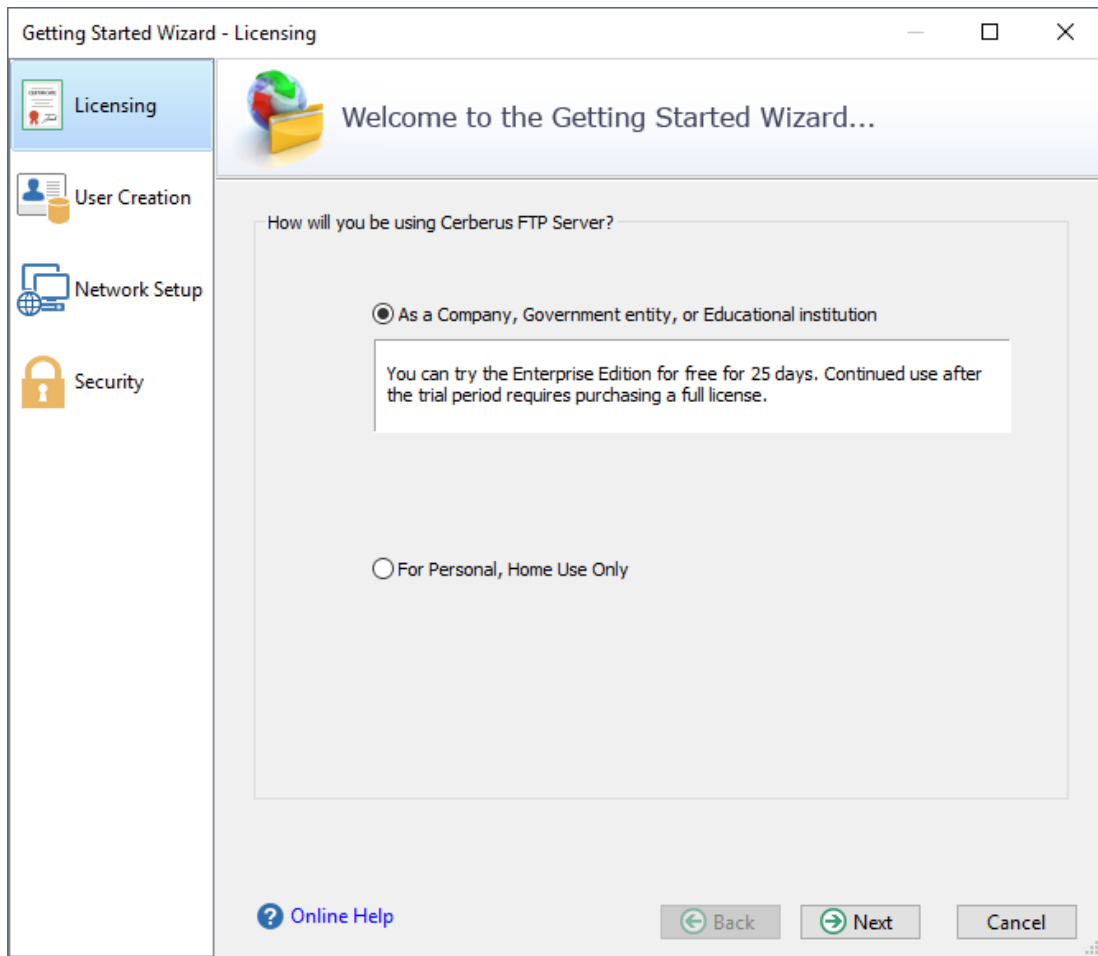 Getting Started Wizard - Licensing
Licensing
User Creation
Network Setup
Security
Welcome to the Getting Started Wizard...
How will you be using Cerberus FTP Server?
As a Company, Government entity, or Educational institution
You can try the Enterprise Edition for free for 25 days. Continued use after
the trial period requires purchasing a full license.
For Personal, Home Use Only
Online Help
Back
Next
Cancel